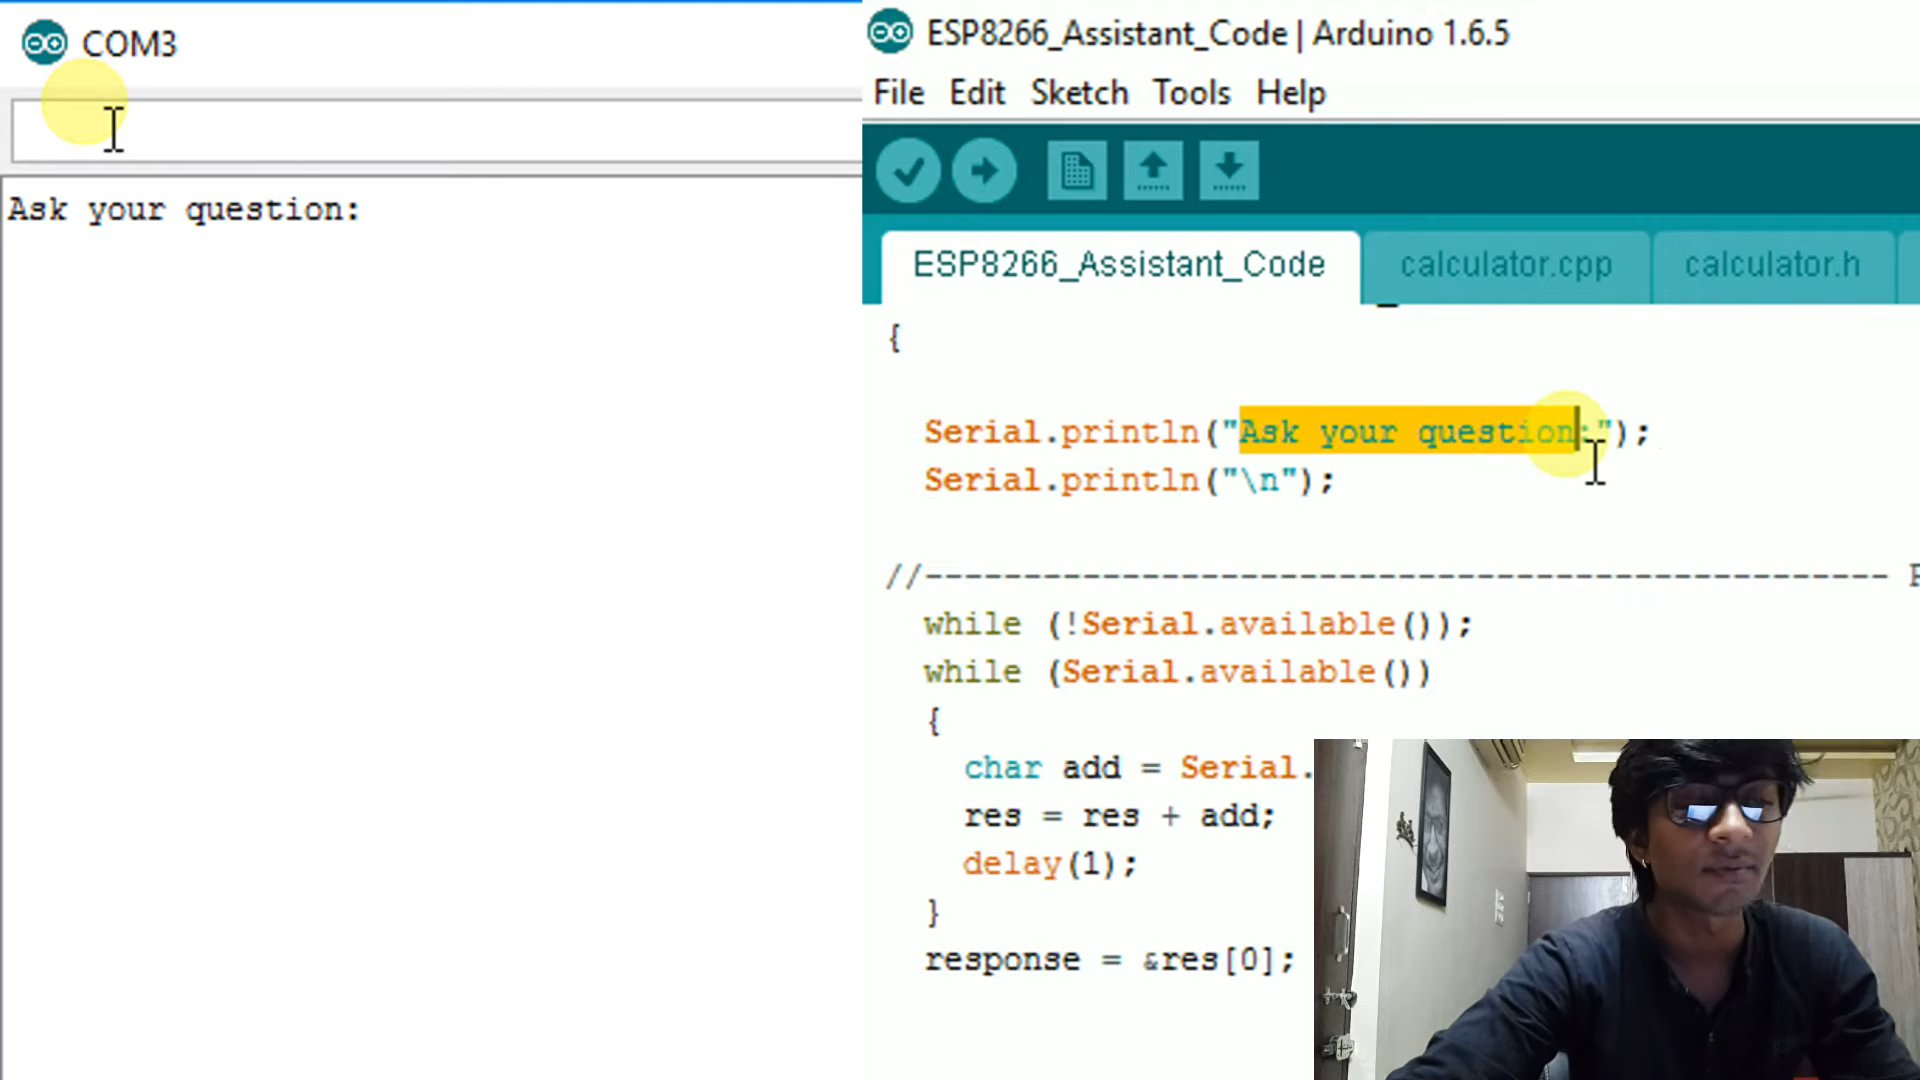 COM3
Ask your question:
ESP8266_Assistant_Code | Arduino 1.6.5
File Edit Sketch Tools Help
ESP8266_Assistant_Code calculator.cpp calculator.h
{
Serial.println("Ask your question:");
Serial.println("\n");
//-------------------------------------------------
while (!Serial.available());
while (Serial.available())
{
char add = Serial.
res = res + add;
delay(1);
}
response = &res[0];